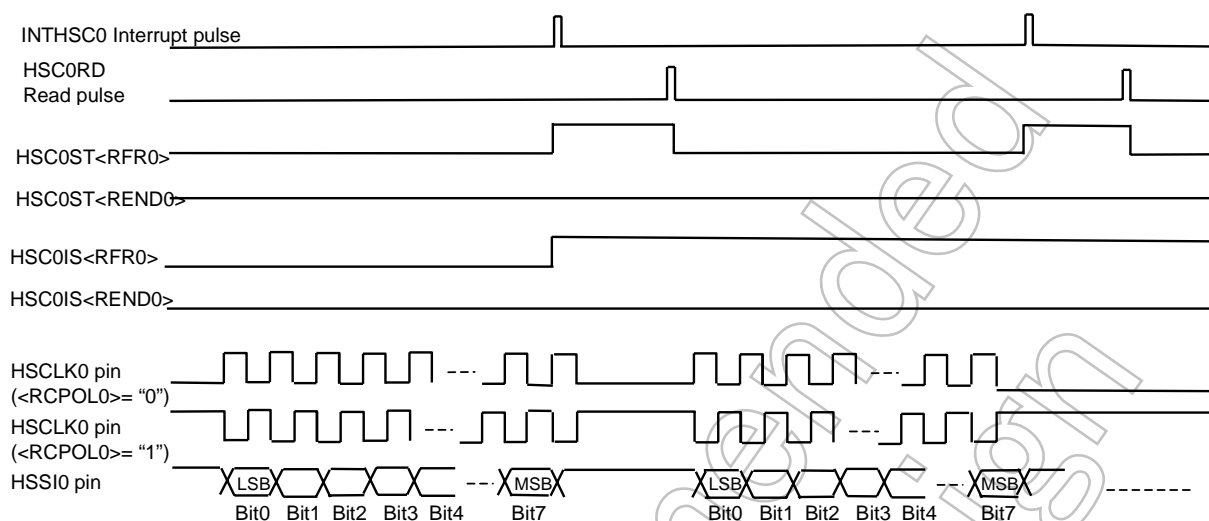 INTHSC0 Interrupt pulse
HSC0RD
Read pulse
HSC0ST<RFR0>
HSC0ST<REND0>
HSC0IS<RFR0>
HSC0IS<REND0>
HSCLK0 pin
(<RCPOL0>= “0”)
HSCLK0 pin
(<RCPOL0>= “1”)
HSSI0 pin
LSB MSB LSB MSB
Bit0 Bit1 Bit2 Bit3 Bit4 Bit7 Bit0 Bit1 Bit2 Bit3 Bit4 Bit7